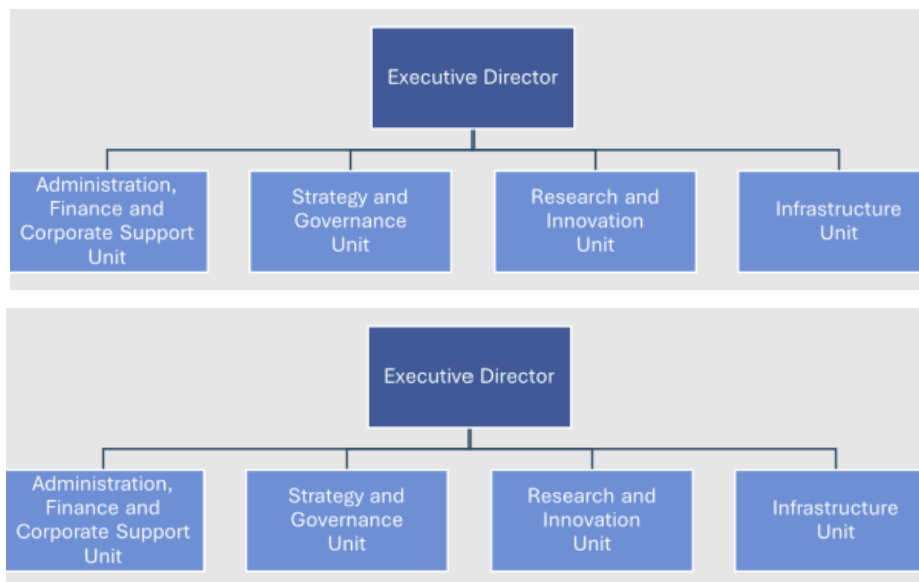 Executive Director
Administration,
Finance and
Corporate Support
Unit
Strategy and
Governance
Unit
Research and
Innovation
Unit
Infrastructure
Unit
Executive Director
Administration,
Finance and
Corporate Support
Unit
Strategy and
Governance
Unit
Research and
Innovation
Unit
Infrastructure
Unit